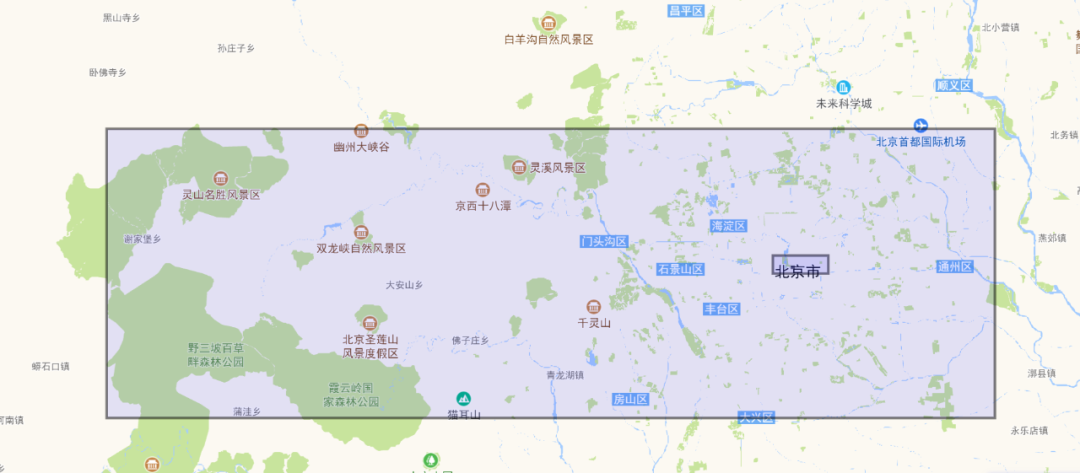 黑山寺乡
昌平区
白羊沟自然风景区
北小营镇
孙庄子乡
卧佛寺乡
顺义区
未来科学城
北务镇
幽州大峡谷
北京首都国际机场
灵溪风景区
灵山名胜风景区
京西十八潭
海淀区
谢家堡乡
双龙峡自然风景区
门头沟区
燕郊镇
石景山区
北京市
通州区
大安山乡
丰台区
千灵山
北京圣莲山
风景度假区
佛子庄乡
野三坡百草
畔森林公园
蟒石口镇
青龙湖镇
漷县镇
霞云岭国
家森林公园
房山区
蒲洼乡
猫耳山
大兴区
河南镇
永乐店镇